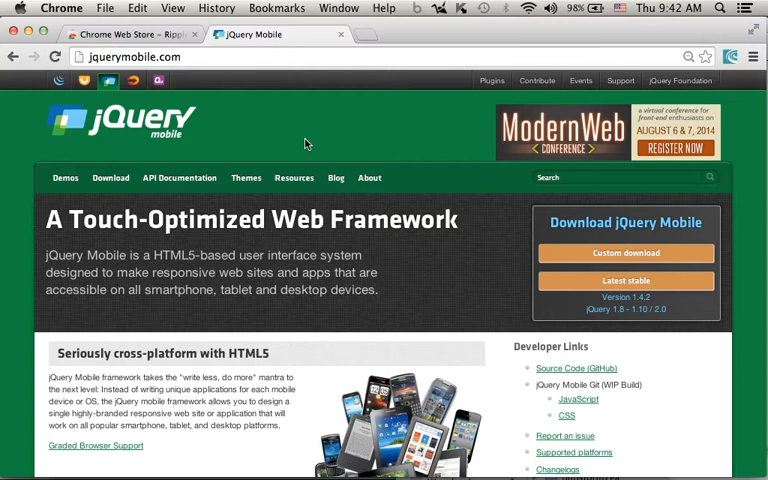 Chrome File Edit View History Bookmarks Window Help 98% Thu 9:42 AM
Chrome Web Store - Rippl
jQuery Mobile
jquerymobile.com
Plugins Contribute Events Support jQuery Foundation
jQuery
mobile
ModernWeb
CONFERENCE
a virtual conference for
front-end enthusiasts on
AUGUST 6 & 7, 2014
REGISTER NOW
Demos Download API Documentation Themes Resources Blog About Search
A Touch-Optimized Web Framework
jQuery Mobile is a HTML5-based user interface system
designed to make responsive web sites and apps that are
accessible on all smartphone, tablet and desktop devices.
Download jQuery Mobile
Custom download
Latest stable
Version 1.4.2
jQuery 1.8 - 1.10 / 2.0
Seriously cross-platform with HTML5
jQuery Mobile framework takes the "write less, do more" mantra to
the next level: Instead of writing unique applications for each mobile
device or OS, the jQuery mobile framework allows you to design a
single highly-branded responsive web site or application that will
work on all popular smartphone, tablet, and desktop platforms.
Graded Browser Support
Developer Links
Source Code (GitHub)
jQuery Mobile Git (WIP Build)
JavaScript
CSS
Report an issue
Supported platforms
Changelogs